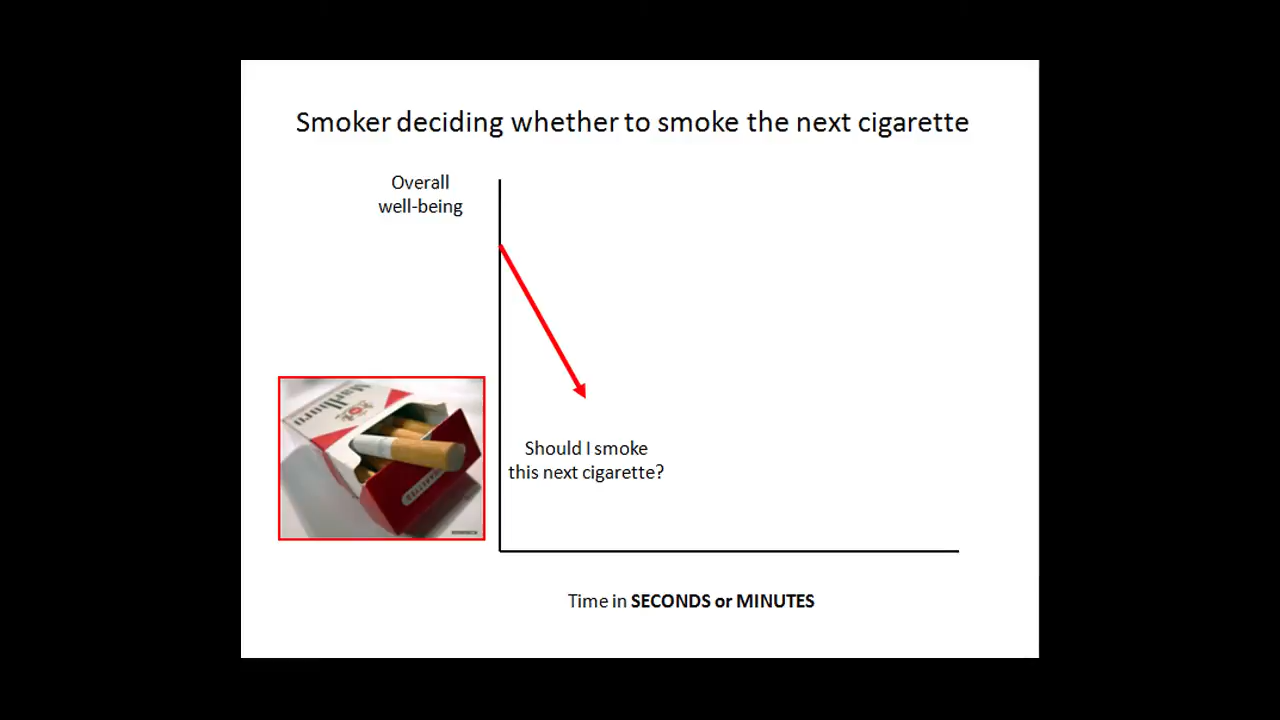 Smoker deciding whether to smoke the next cigarette
Overall
well-being
Marlboro
Should I smoke
this next cigarette?
Time in SECONDS or MINUTES